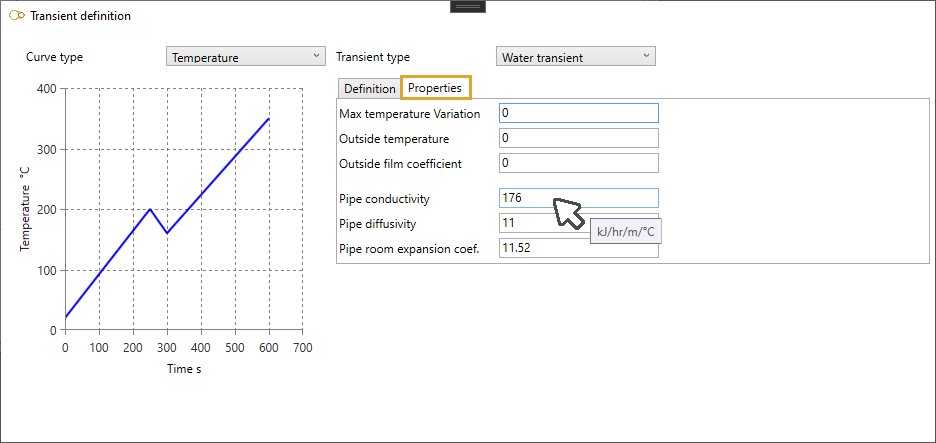 Transient definition
Curve type Temperature Transient type Water transient
Definition Properties
Max temperature Variation 0
Outside temperature 0
Outside film coefficient 0
Pipe conductivity 176
Pipe diffusivity 11
kJ/hr/m/°C
Pipe room expansion coef. 11.52
Temperature °C
400
300
200
100
0
0 100 200 300 400 500 600 700
Time s